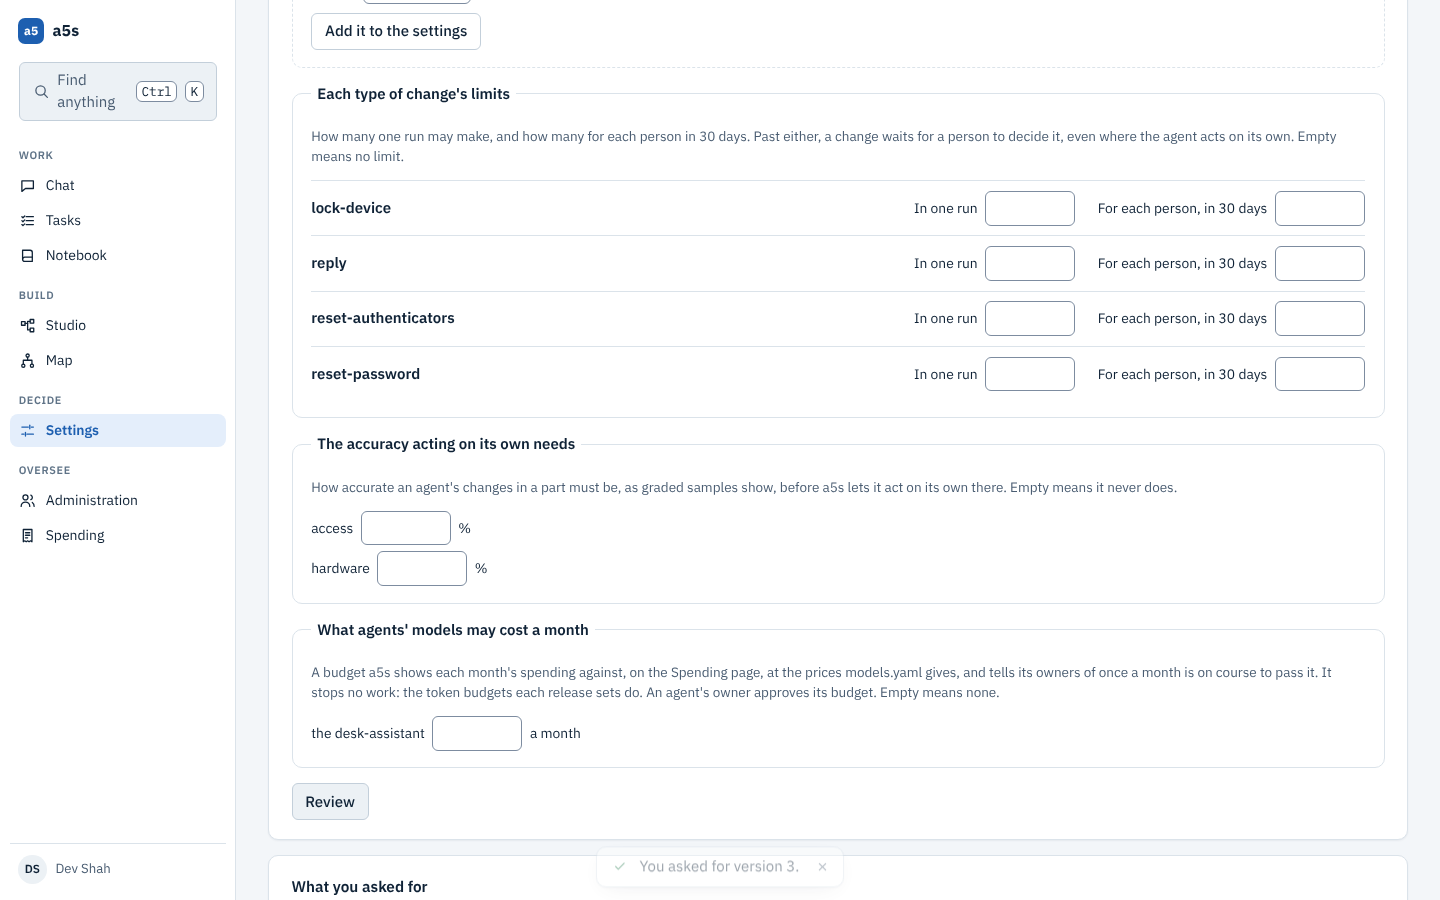 a5 a5s
Find anything Ctrl K
WORK
Chat
Tasks
Notebook
BUILD
Studio
Map
DECIDE
Settings
OVERSEE
Administration
Spending
DS Dev Shah
Add it to the settings
Each type of change's limits
How many one run may make, and how many for each person in 30 days. Past either, a change waits for a person to decide it, even where the agent acts on its own. Empty
means no limit.
lock-device In one run For each person, in 30 days
reply In one run For each person, in 30 days
reset-authenticators In one run For each person, in 30 days
reset-password In one run For each person, in 30 days
The accuracy acting on its own needs
How accurate an agent's changes in a part must be, as graded samples show, before a5s lets it act on its own there. Empty means it never does.
access %
hardware %
What agents' models may cost a month
A budget a5s shows each month's spending against, on the Spending page, at the prices models.yaml gives, and tells its owners of once a month is on course to pass it. It
stops no work: the token budgets each release sets do. An agent's owner approves its budget. Empty means none.
the desk-assistant a month
Review
You asked for version 3.
What you asked for